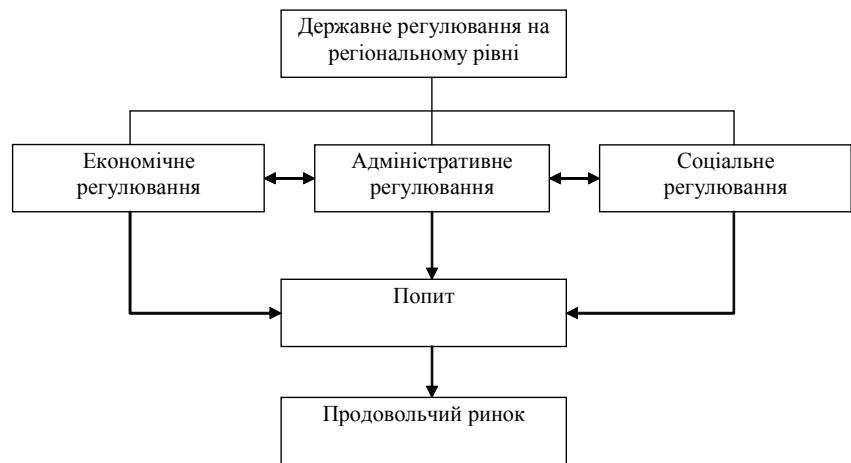 Державне регулювання на
регіональному рівні
Економічне
регулювання
Адміністративне
регулювання
Соціальне
регулювання
Попит
Продовольчий ринок